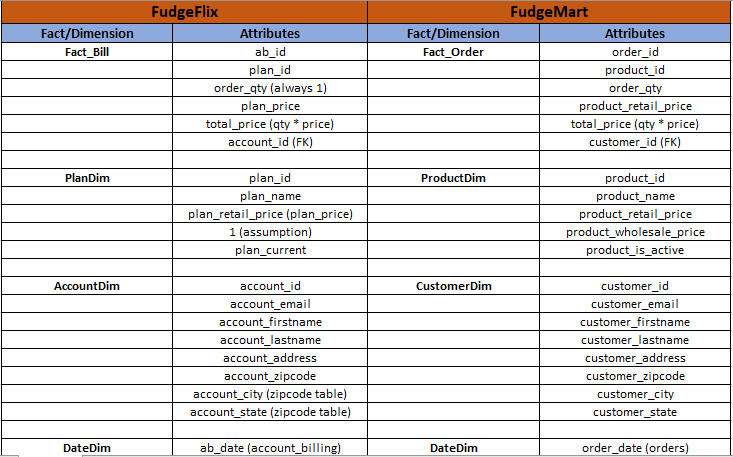 FudgeFlix FudgeMart
Fact/Dimension Attributes Fact/Dimension Attributes
Fact_Bill ab_id Fact_Order order_id
plan_id product_id
order_qty (always 1) order_qty
plan_price product_retail_price
total_price (qty * price) total_price (qty * price)
account_id (FK) customer_id (FK)
PlanDim plan_id ProductDim product_id
plan_name product_name
plan_retail_price (plan_price) product_retail_price
1 (assumption) product_wholesale_price
plan_current product_is_active
AccountDim account_id CustomerDim customer_id
account_email customer_email
account_firstname customer_firstname
account_lastname customer_lastname
account_address customer_address
account_zipcode customer_zipcode
account_city (zipcode table) customer_city
account_state (zipcode table) customer_state
DateDim ab_date (account_billing) DateDim order_date (orders)